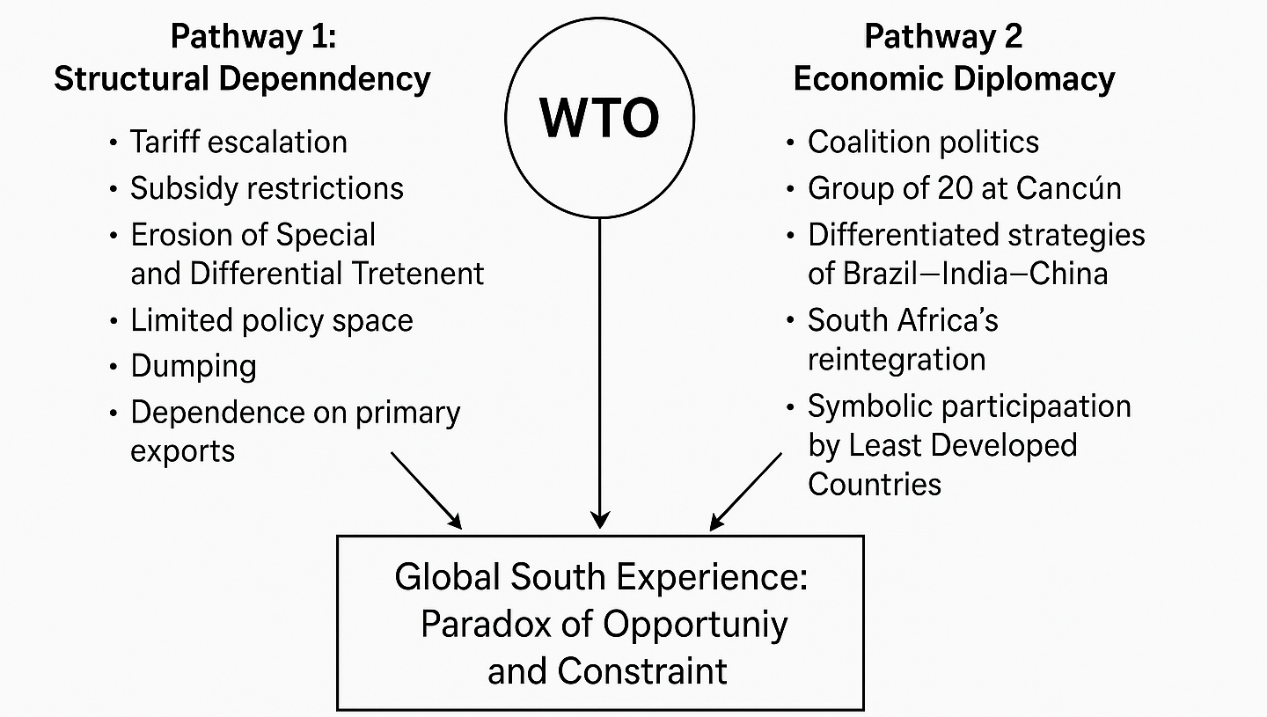 Pathway 1:
Structural Depenndency
• Tariff escalation
• Subsidy restrictions
• Erosion of Special
and Differential Tretenent
• Limited policy space
• Dumping
• Dependence on primary
exports
WTO
Pathway 2
Economic Diplomacy
• Coalition politics
• Group of 20 at Cancún
• Differentiated strategies
of Brazil–India–China
• South Africa's
reintegration
• Symbolic participaation
by Least Developed
Countries
Global South Experience:
Paradox of Opportuniy
and Constraint